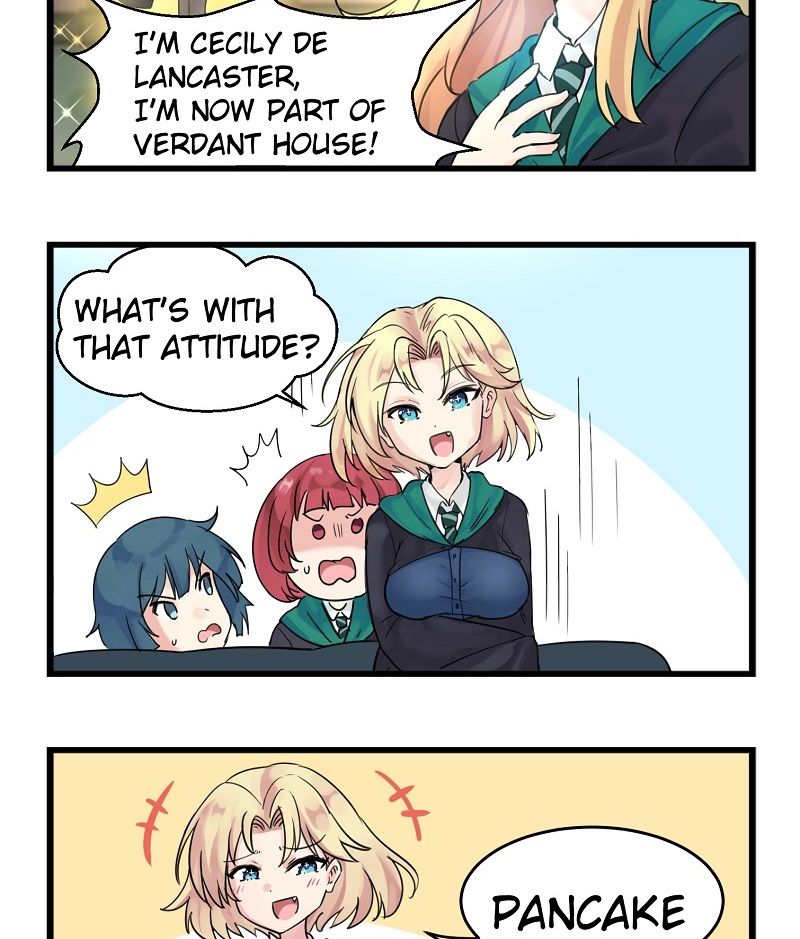 I'M CECILY DE
LANCASTER,
I'M NOW PART OF
VERDANT HOUSE!
WHAT'S WITH
THAT ATTITUDE?
PANCAKE